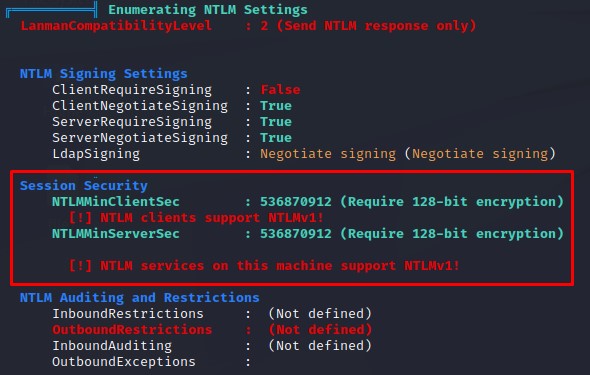 Enumerating NTLM Settings
LanmanCompatibilityLevel : 2 (Send NTLM response only)
NTLM Signing Settings
ClientRequireSigning : False
ClientNegotiateSigning : True
ServerRequireSigning : True
ServerNegotiateSigning : True
LdapSigning : Negotiate signing (Negotiate signing)
Session Security
NTLMMinClientSec : 536870912 (Require 128-bit encryption)
[!] NTLM clients support NTLMv1!
NTLMMinServerSec : 536870912 (Require 128-bit encryption)
[!] NTLM services on this machine support NTLMv1!
NTLM Auditing and Restrictions
InboundRestrictions : (Not defined)
OutboundRestrictions : (Not defined)
InboundAuditing : (Not defined)
OutboundExceptions :